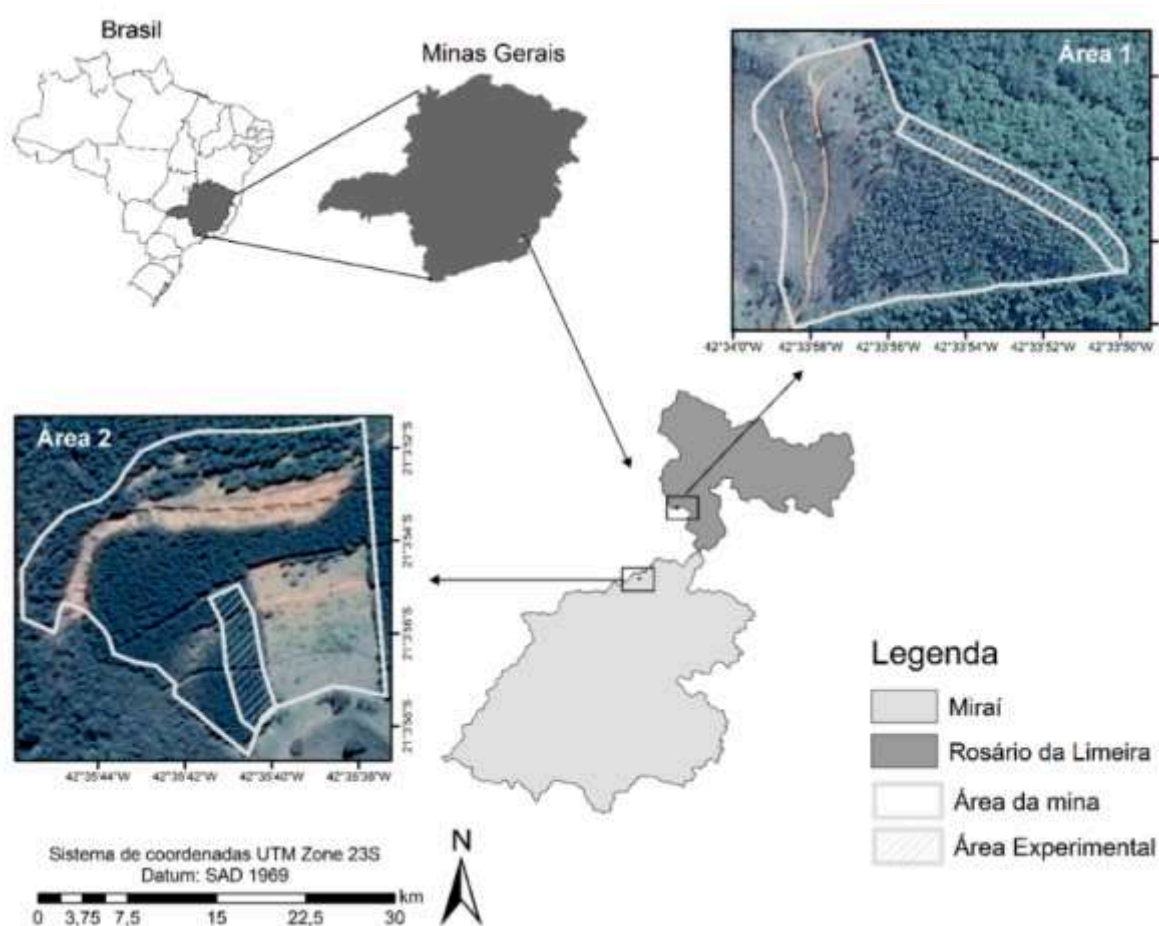 Brasil
Minas Gerais
Área 1
42°34'0"W 42°33'58"W 42°33'56"W 42°33'54"W 42°33'52"W 42°33'50"W
Área 2
21°3'52"S
21°3'54"S
21°3'56"S
21°3'58"S
42°35'44"W 42°35'42"W 42°35'40"W 42°35'38"W
Legenda
Miraí
Rosário da Limeira
Área da mina
Área Experimental
Sistema de coordenadas UTM Zone 23S
Datum: SAD 1969
km
0 3,75 7,5 15 22,5 30
N